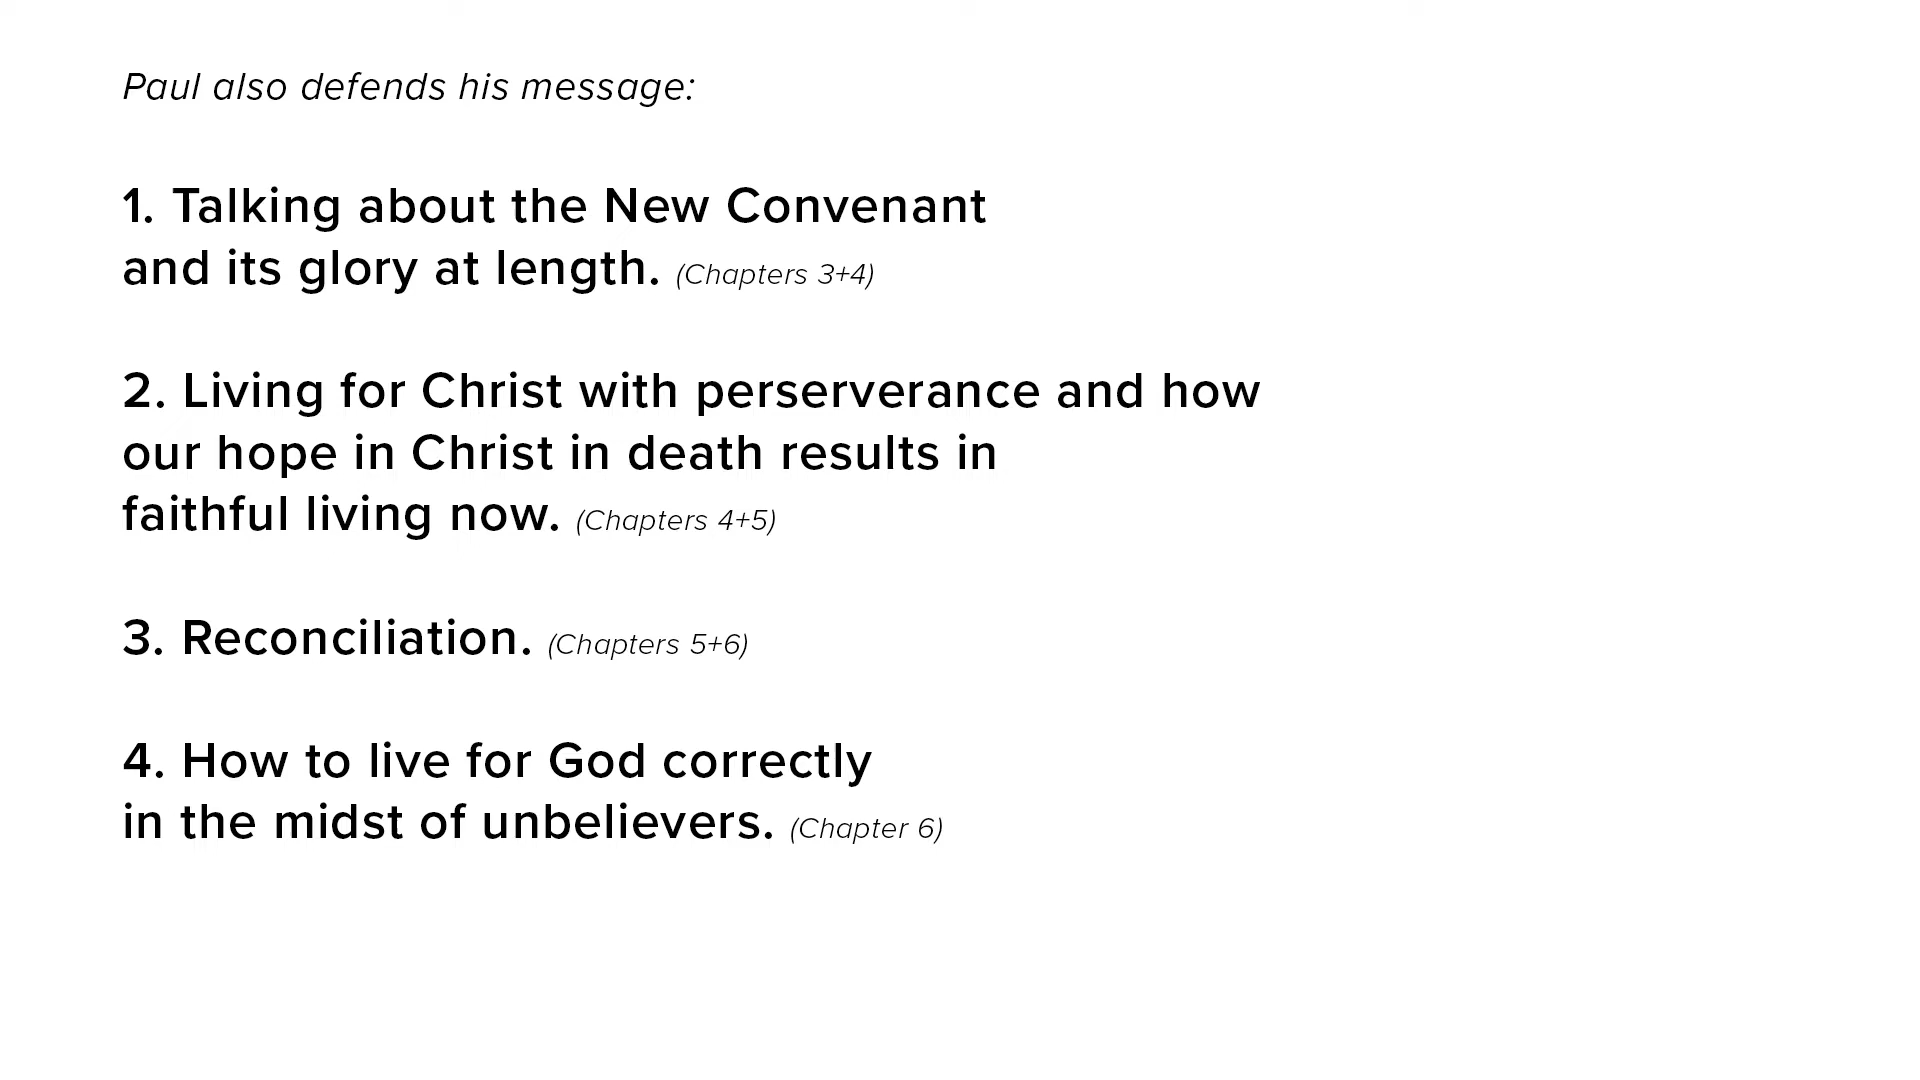 Paul also defends his message:
1. Talking about the New Convenant
and its glory at length. (Chapters 3+4)
2. Living for Christ with perserverance and how
our hope in Christ in death results in
faithful living now. (Chapters 4+5)
3. Reconciliation. (Chapters 5+6)
4. How to live for God correctly
in the midst of unbelievers. (Chapter 6)